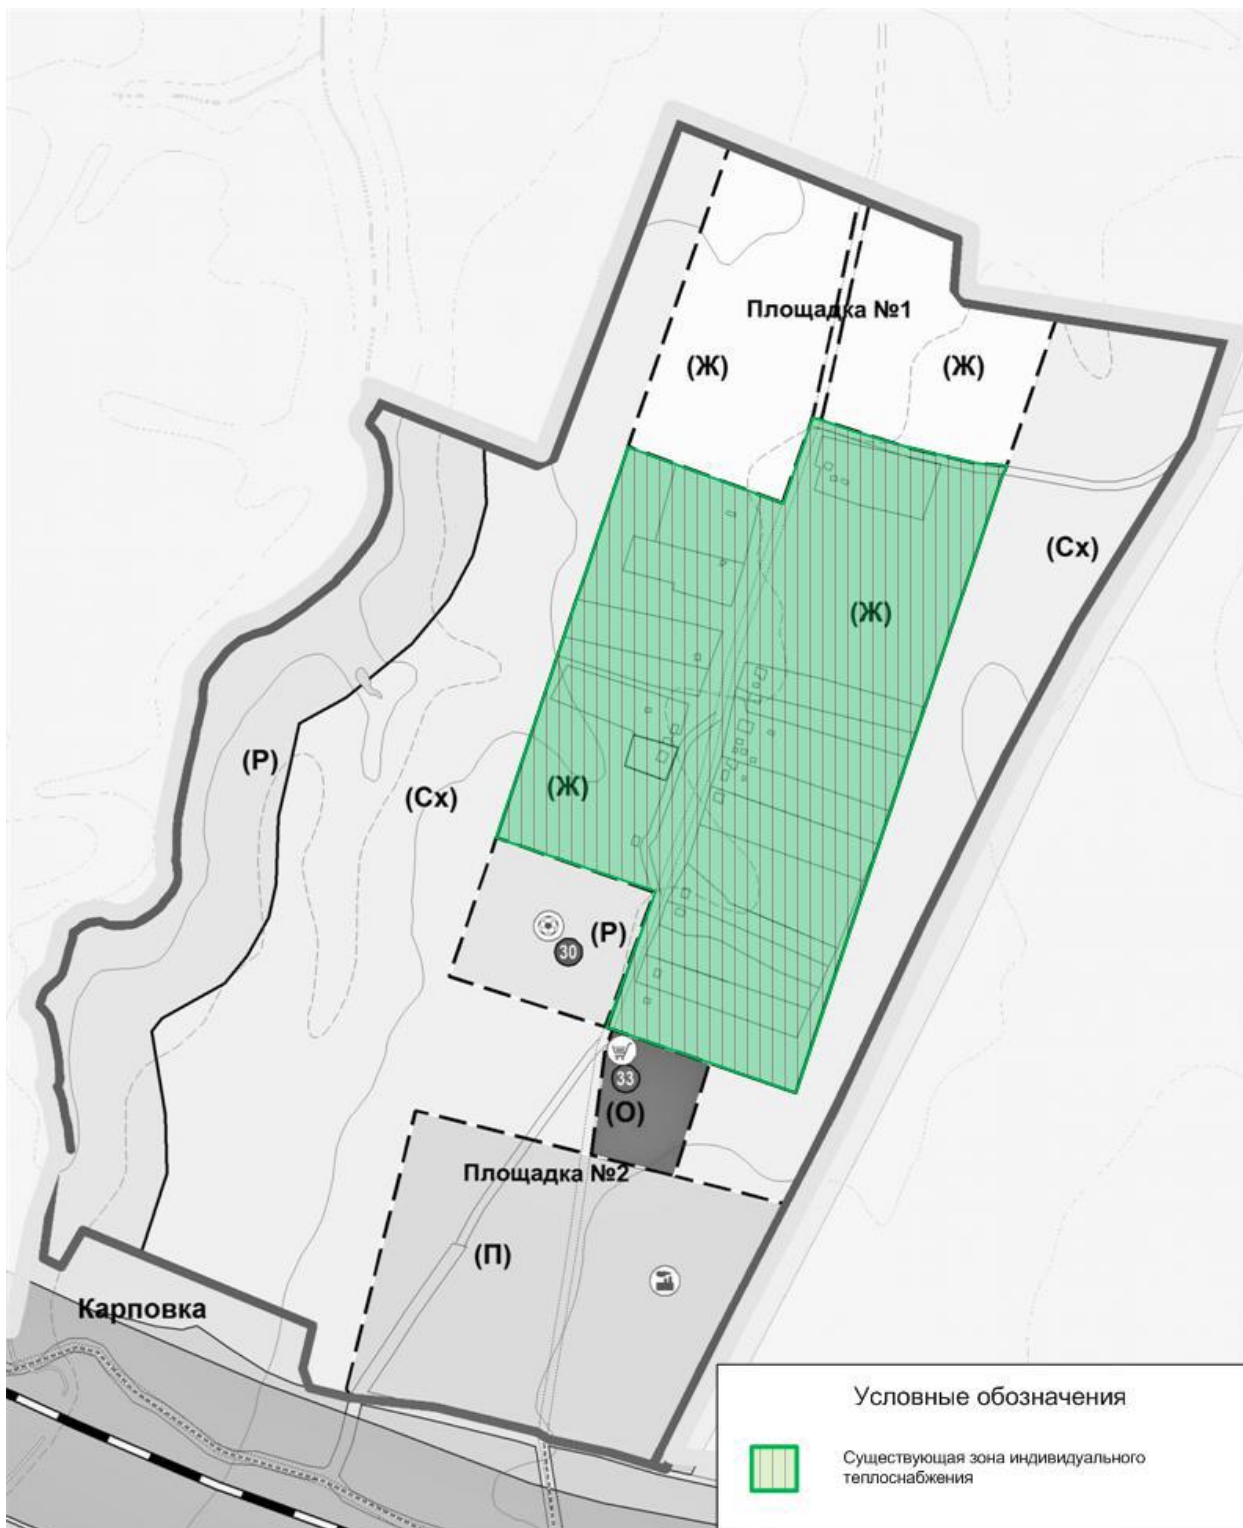 Площадка №1
(Ж)
(Ж)
(Сх)
(Ж)
(Р)
(Сх)
(Ж)
(Р)
30
33
(О)
Площадка №2
(П)
Карповка
Условные обозначения
Существующая зона индивидуального
теплоснабжения